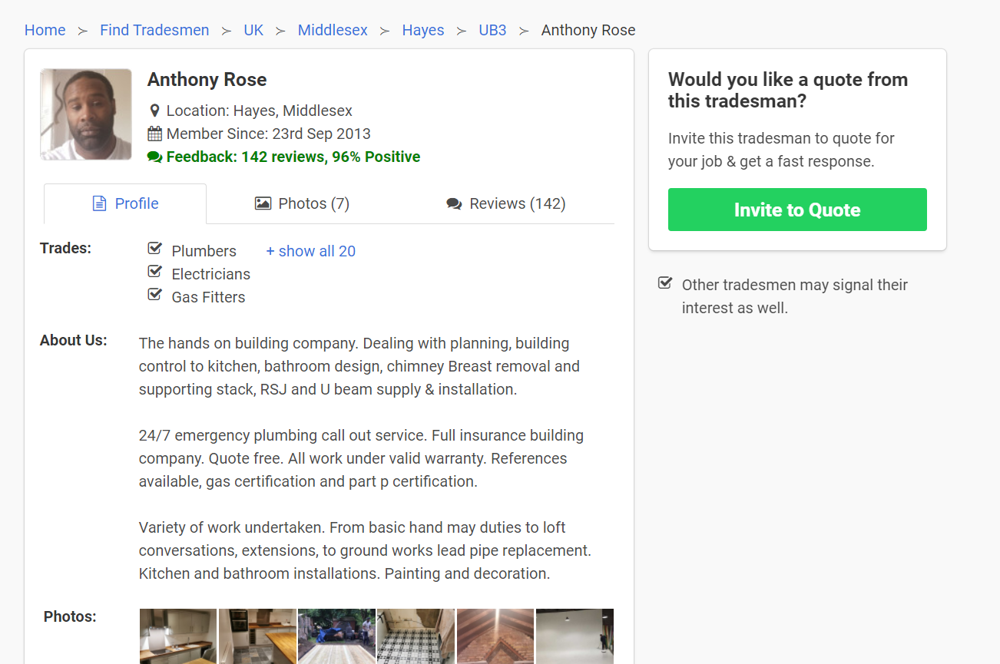 Home ≻ Find Tradesmen ≻ UK ≻ Middlesex ≻ Hayes ≻ UB3 ≻ Anthony Rose
Anthony Rose
Location: Hayes, Middlesex
Member Since: 23rd Sep 2013
Feedback: 142 reviews, 96% Positive
Profile
Photos (7)
Reviews (142)
Trades:
Plumbers
+ show all 20
Electricians
Gas Fitters
About Us:
The hands on building company. Dealing with planning, building
control to kitchen, bathroom design, chimney Breast removal and
supporting stack, RSJ and U beam supply & installation.
24/7 emergency plumbing call out service. Full insurance building
company. Quote free. All work under valid warranty. References
available, gas certification and part p certification.
Variety of work undertaken. From basic hand may duties to loft
conversations, extensions, to ground works lead pipe replacement.
Kitchen and bathroom installations. Painting and decoration.
Photos:
Would you like a quote from
this tradesman?
Invite this tradesman to quote for
your job & get a fast response.
Invite to Quote
Other tradesmen may signal their
interest as well.